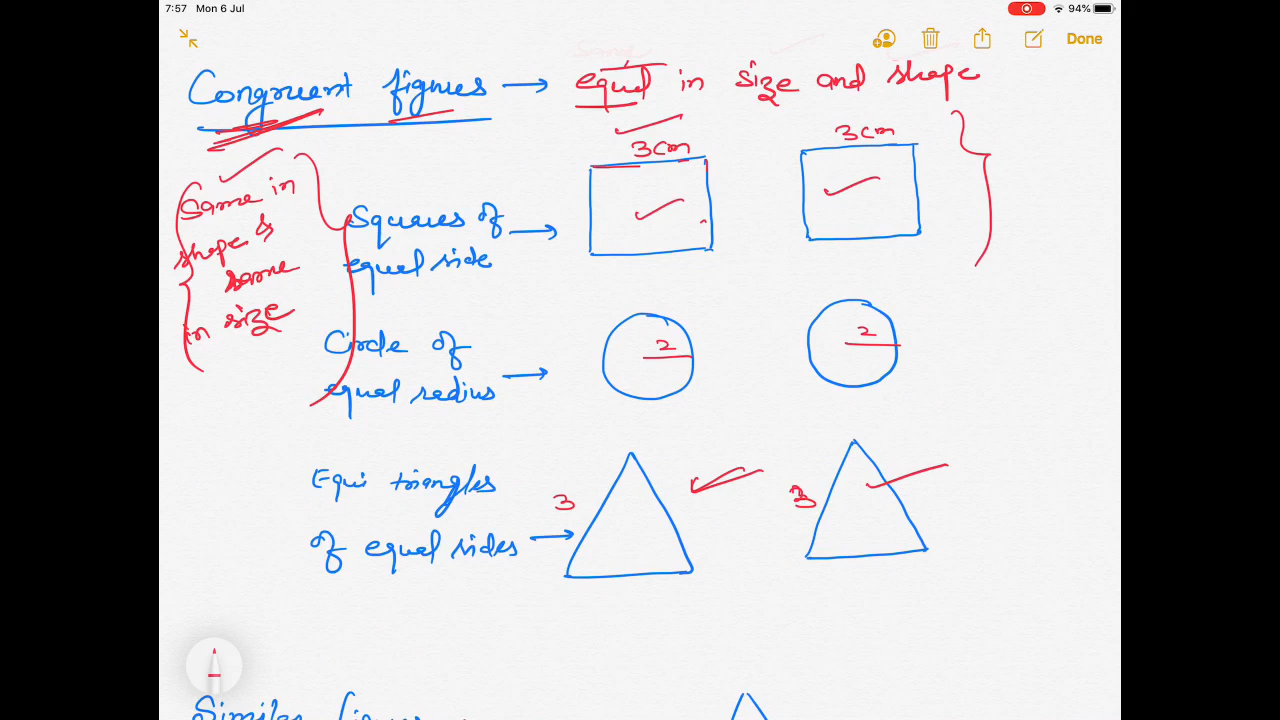 7:57 Mon 6 Jul
94%
Done
Congruent figures → equal in size and shape
3cm
3cm
Same in
shape &
same
in size
Squares of →
equal side
Circle of
equal radius →
2
2
Equi triangles
of equal sides →
3
3
Similar figures